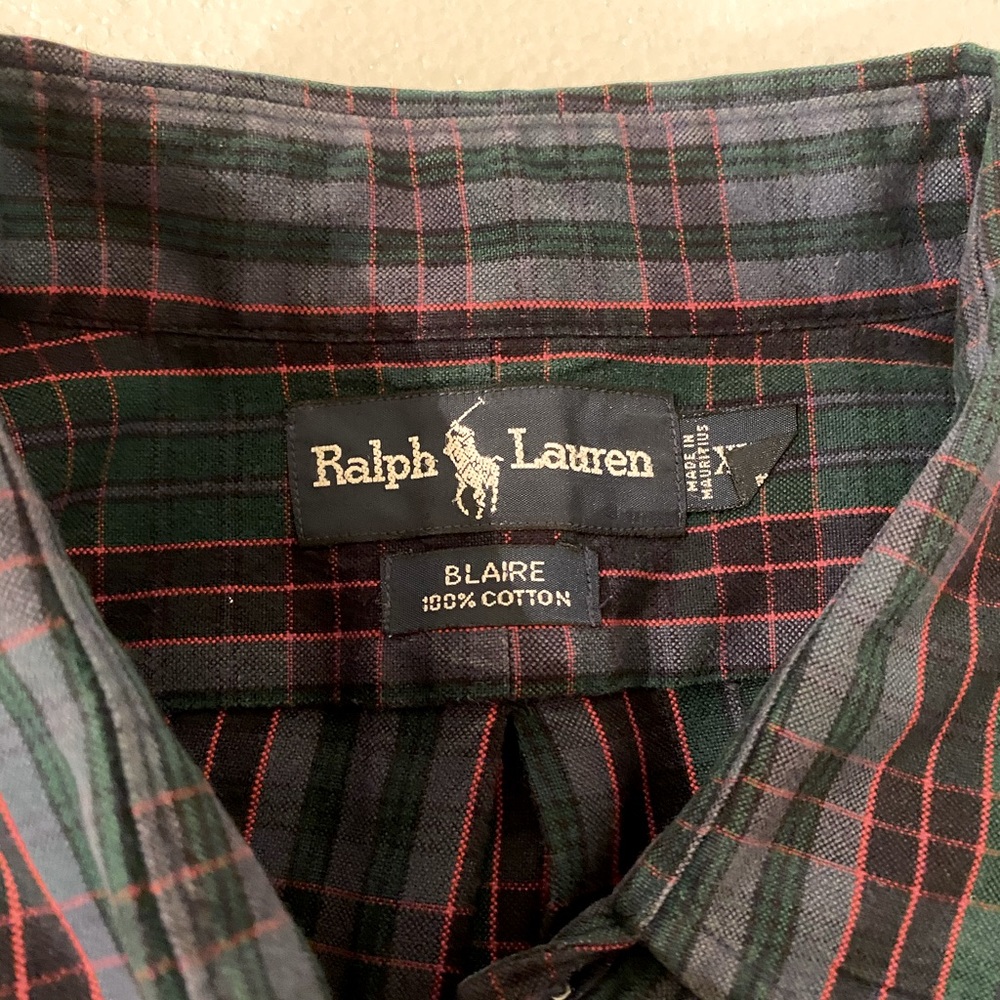 Ralph Lauren
MADE IN
MAURITIUS
BLAIRE
100% COTTON